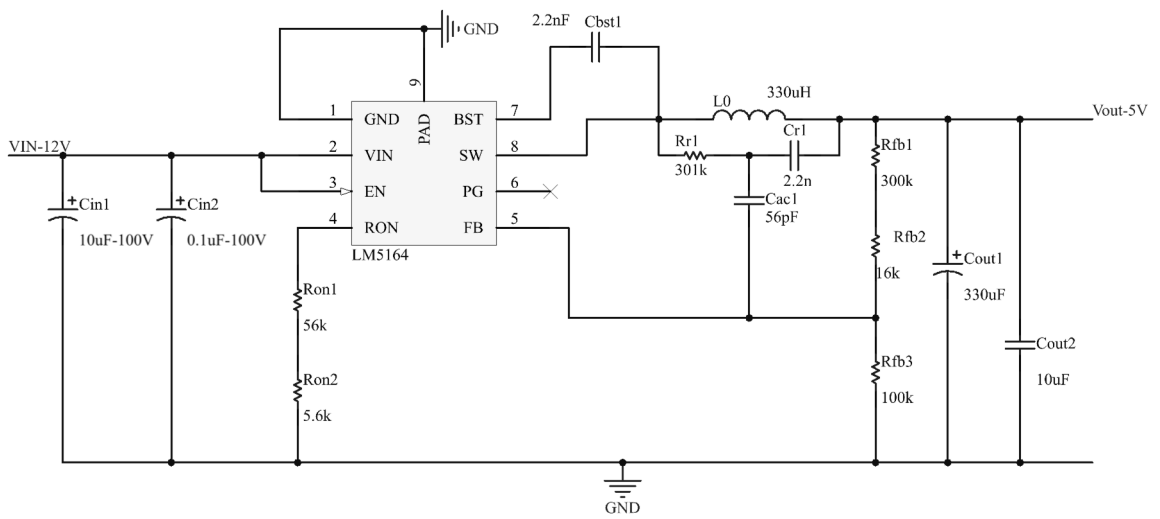 2.2nF
Cbst1
GND
9
PAD
1
GND
BST
7
L0
330uH
Vout-5V
VIN-12V
2
VIN
SW
8
Rr1
301k
Cr1
2.2n
Rfb1
300k
3
EN
PG
6
Cac1
56pF
Cin1
10uF-100V
Cin2
0.1uF-100V
4
RON
FB
5
LM5164
Rfb2
16k
Cout1
330uF
Ron1
56k
Cout2
10uF
Ron2
5.6k
Rfb3
100k
GND